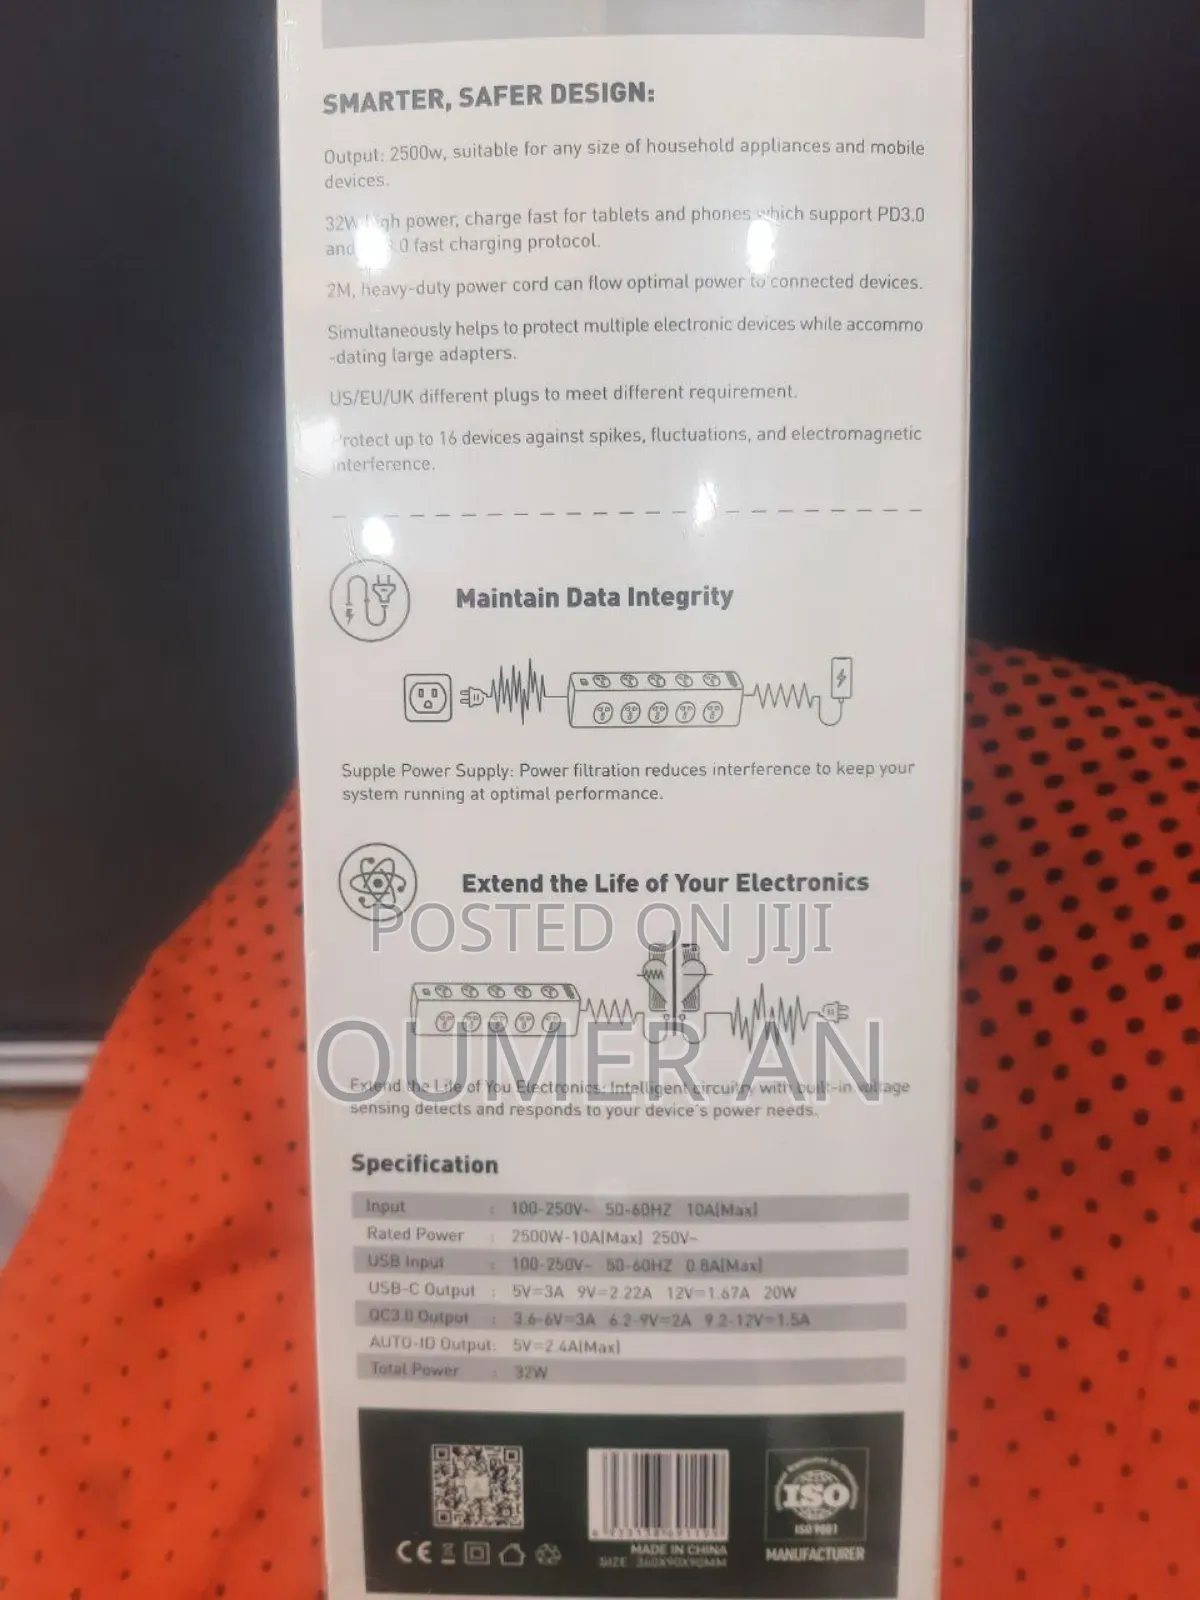 SMARTER, SAFER DESIGN:
Output: 2500w, suitable for any size of household appliances and mobile
devices.
32W high power, charge fast for tablets and phones which support PD3.0
and 3.0 fast charging protocol.
2M, heavy-duty power cord can flow optimal power to connected devices.
Simultaneously helps to protect multiple electronic devices while accommo
-dating large adapters.
US/EU/UK different plugs to meet different requirement.
Protect up to 16 devices against spikes, fluctuations, and electromagnetic
interference.
Maintain Data Integrity
Supple Power Supply: Power filtration reduces interference to keep your
system running at optimal performance.
Extend the Life of Your Electronics
POSTED ON JIJI
OUMER AN
Extend the Life of You Electronics: Intelligent circuitry with built-in voltage
sensing detects and responds to your device's power needs.
Specification
Input : 100-250V~ 50-60HZ 10A(Max)
Rated Power : 2500W-10A(Max) 250V~
USB Input : 100-250V~ 50-60HZ 0.8A(Max)
USB-C Output : 5V=3A 9V=2.22A 12V=1.67A 20W
QC3.0 Output : 3.6-6V=3A 6.2-9V=2A 9.2-12V=1.5A
AUTO-ID Output: 5V=2.4A(Max)
Total Power : 32W
CE
MADE IN CHINA
SIZE 360X90X90MM
ISO
ISO 9001
MANUFACTURER